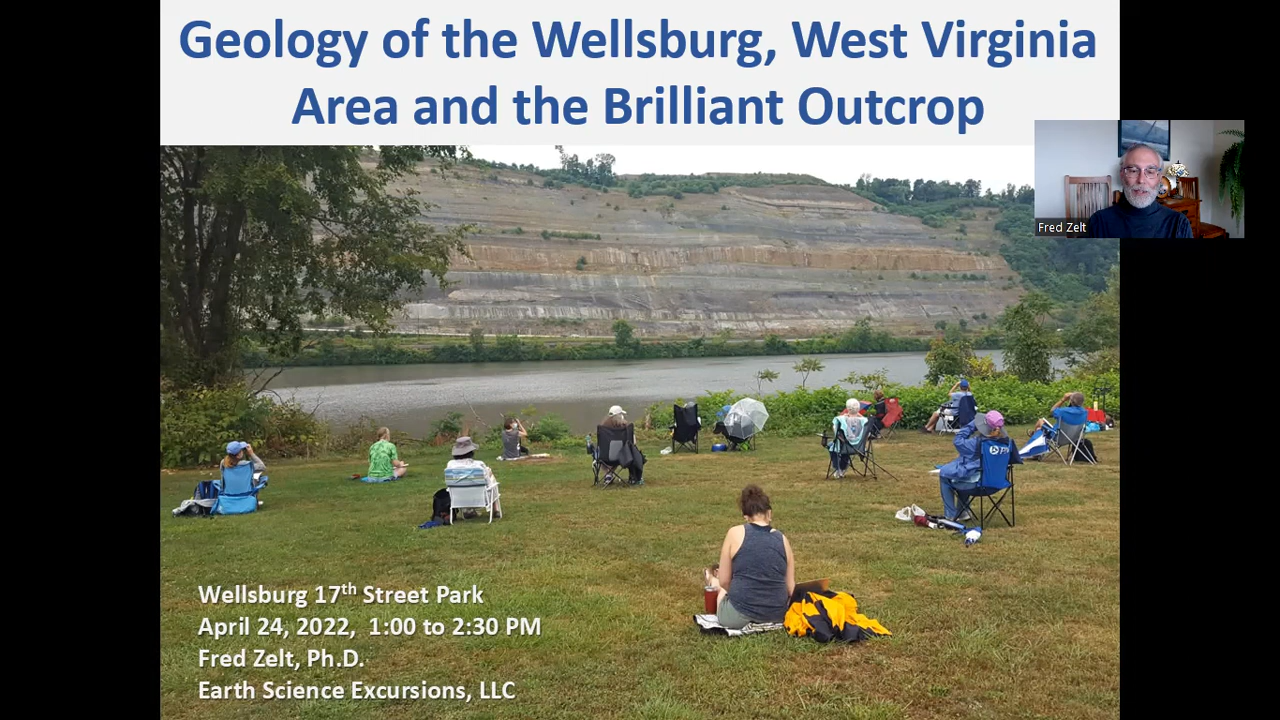 Geology of the Wellsburg, West Virginia
Area and the Brilliant Outcrop
Fred Zelt
Wellsburg 17th Street Park
April 24, 2022,  1:00 to 2:30 PM
Fred Zelt, Ph.D.
Earth Science Excursions, LLC